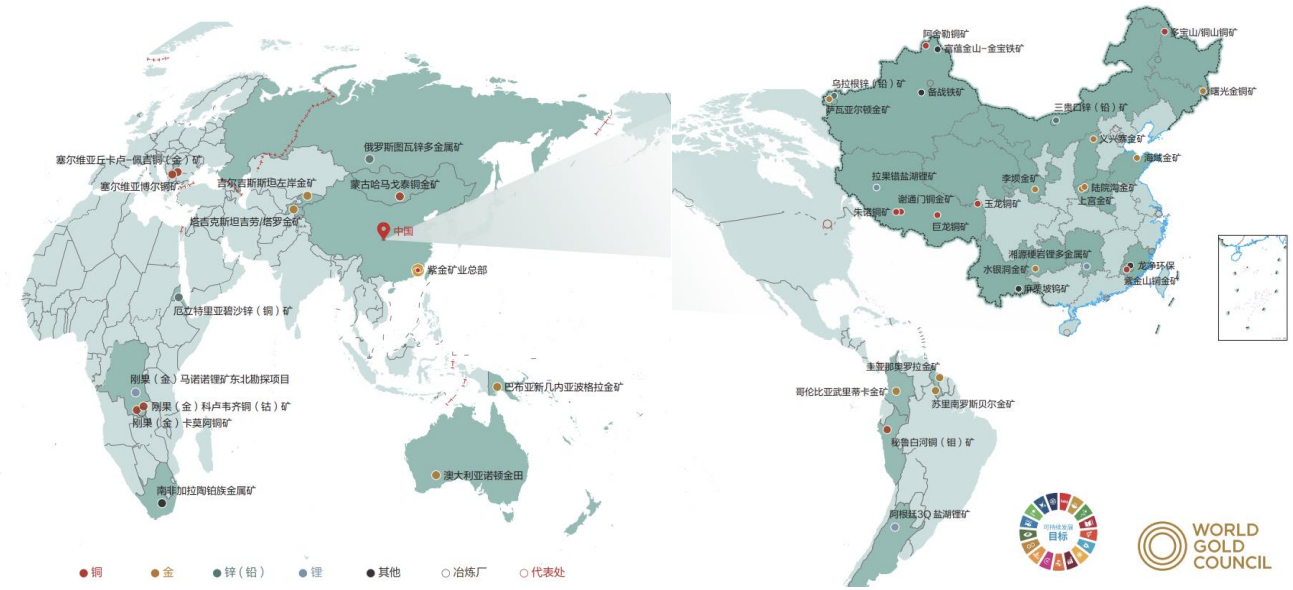 塞尔维亚丘卡卢-佩吉铜（金）矿
塞尔维亚博尔铜矿
俄罗斯图瓦锌多金属矿
吉尔吉斯斯坦左岸金矿
蒙古哈马戈泰铜金矿
塔吉克斯坦吉劳/塔罗金矿
中国
紫金矿业总部
厄立特里亚碧沙锌（铜）矿
刚果（金）马诺诺锂矿东北勘探项目
刚果（金）科卢韦齐铜（钴）矿
刚果（金）卡莫阿铜矿
巴布亚新几内亚波格拉金矿
澳大利亚诺顿金田
南非加拉陶铂族金属矿
铜
金
锌（铅）
锂
其他
冶炼厂
代表处
阿舍勒铜矿
富蕴金山-金宝铁矿
多宝山/铜山铜矿
乌拉根锌（铅）矿
备战铁矿
萨瓦亚尔顿金矿
曙光金铜矿
三贵口锌（铅）矿
义兴寨金矿
海域金矿
拉果错盐湖锂矿
李坝金矿
陆院沟金矿
上宫金矿
谢通门铜金矿
朱诺铜矿
玉龙铜矿
巨龙铜矿
湘源硬岩锂多金属矿
水银洞金矿
龙净环保
紫金山铜金矿
麻栗坡钨矿
圭亚那奥罗拉金矿
哥伦比亚武里蒂卡金矿
苏里南罗斯贝尔金矿
秘鲁白河铜（钼）矿
阿根廷3Q盐湖锂矿
可持续发展
目标
WORLD
GOLD
COUNCIL